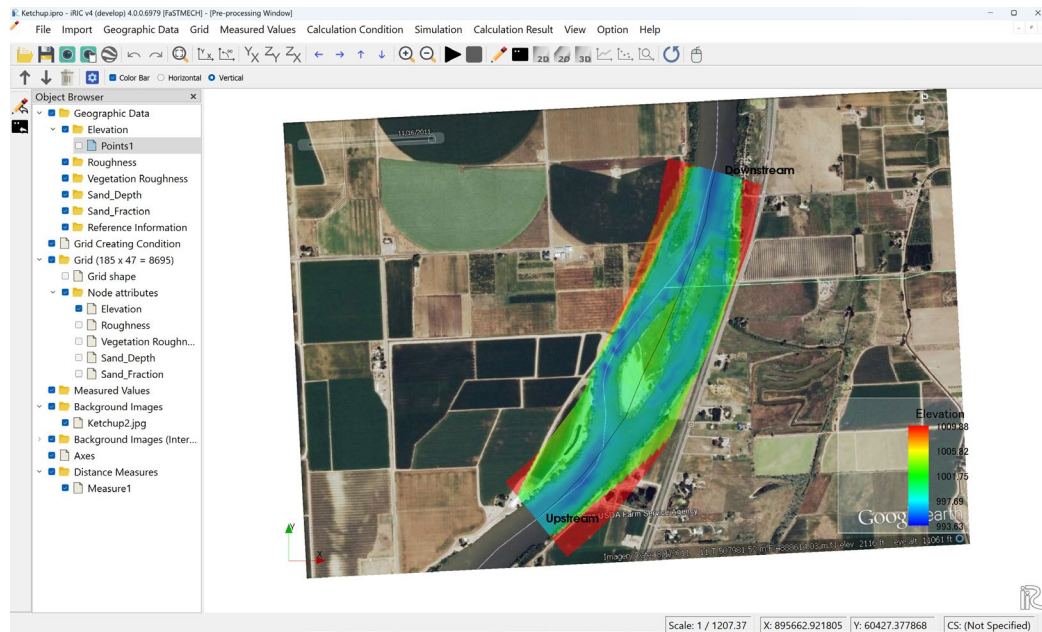 Ketchup.ipro - iRIC v4 (develop) 4.0.0.6979 [FaSTMECH] - [Pre-processing Window]
File Import Geographic Data Grid Measured Values Calculation Condition Simulation Calculation Result View Option Help
Color Bar Horizontal Vertical
Object Browser
Geographic Data
Elevation
Points1
Roughness
Vegetation Roughness
Sand_Depth
Sand_Fraction
Reference Information
Grid Creating Condition
Grid (185 x 47 = 8695)
Grid shape
Node attributes
Elevation
Roughness
Vegetation Roughn...
Sand_Depth
Sand_Fraction
Measured Values
Background Images
Ketchup2.jpg
Background Images (Inter...
Axes
Distance Measures
Measure1
11/16/2011
Downstream
Elevation
1009.88
1005.82
1001.75
997.69
993.63
Upstream
USDA Farm Service Agency
Google earth
Y
X
Scale: 1 / 1207.37 X: 895662.921805 Y: 60427.377868 CS: (Not Specified)